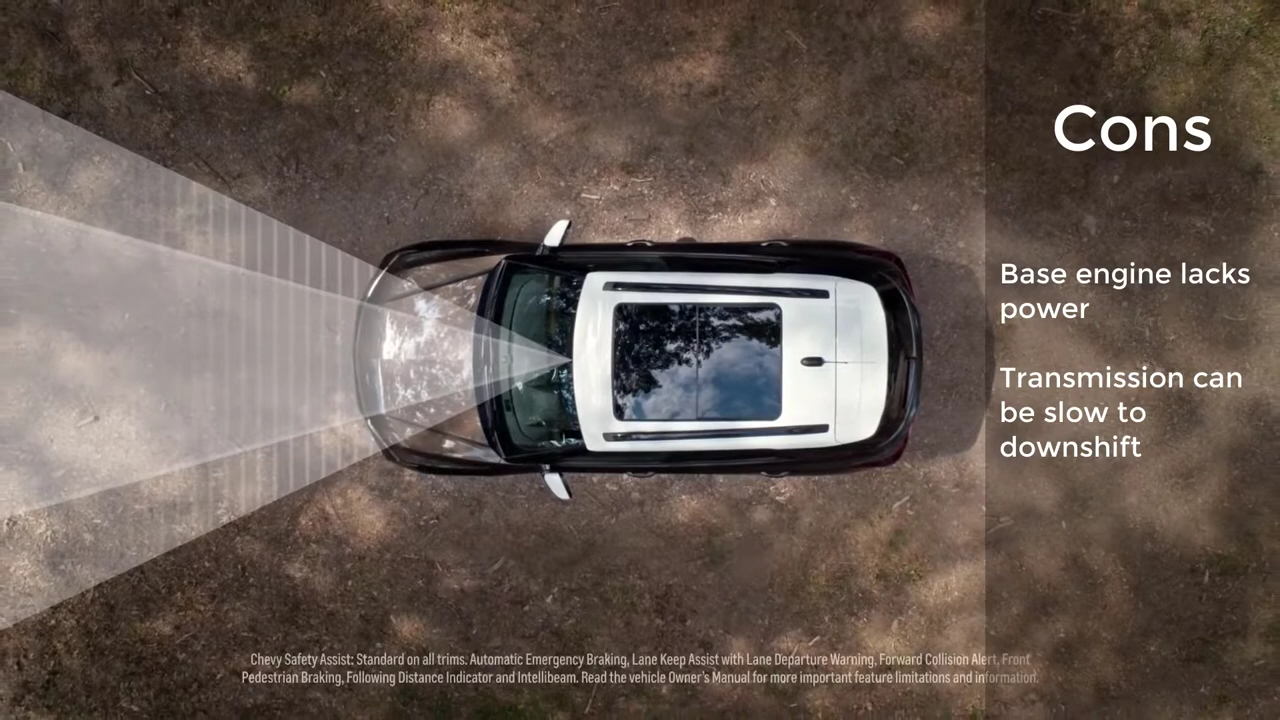 Cons
Base engine lacks
power
Transmission can
be slow to
downshift
Chevy Safety Assist: Standard on all trims. Automatic Emergency Braking, Lane Keep Assist with Lane Departure Warning, Forward Collision Alert, Front
Pedestrian Braking, Following Distance Indicator and Intellibeam. Read the vehicle Owner's Manual for more important feature limitations and information.